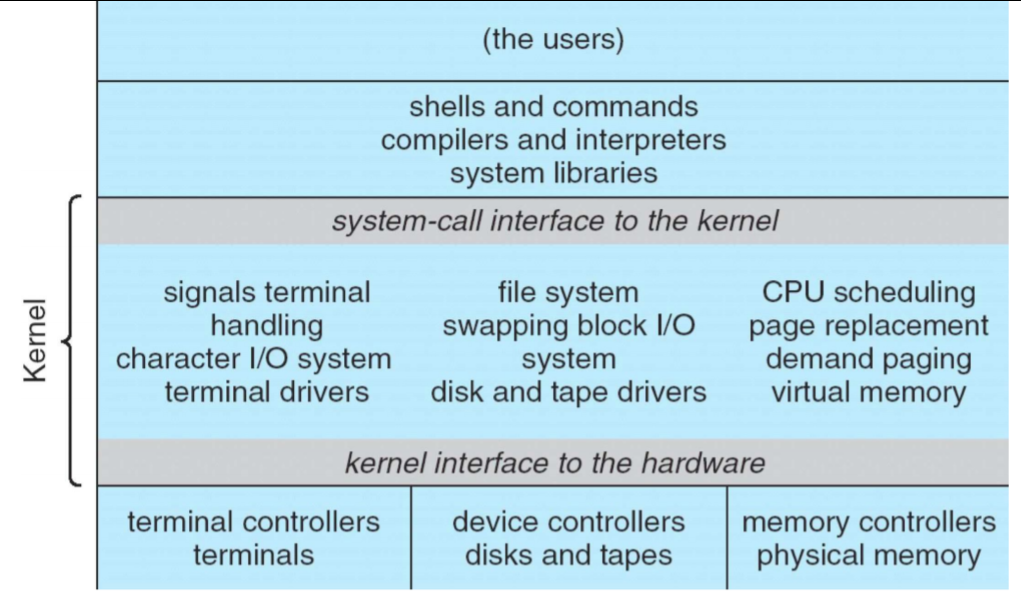 (the users)
shells and commands
compilers and interpreters
system libraries
Kernel
system-call interface to the kernel
signals terminal
handling
character I/O system
terminal drivers
file system
swapping block I/O
system
disk and tape drivers
CPU scheduling
page replacement
demand paging
virtual memory
kernel interface to the hardware
terminal controllers
terminals
device controllers
disks and tapes
memory controllers
physical memory